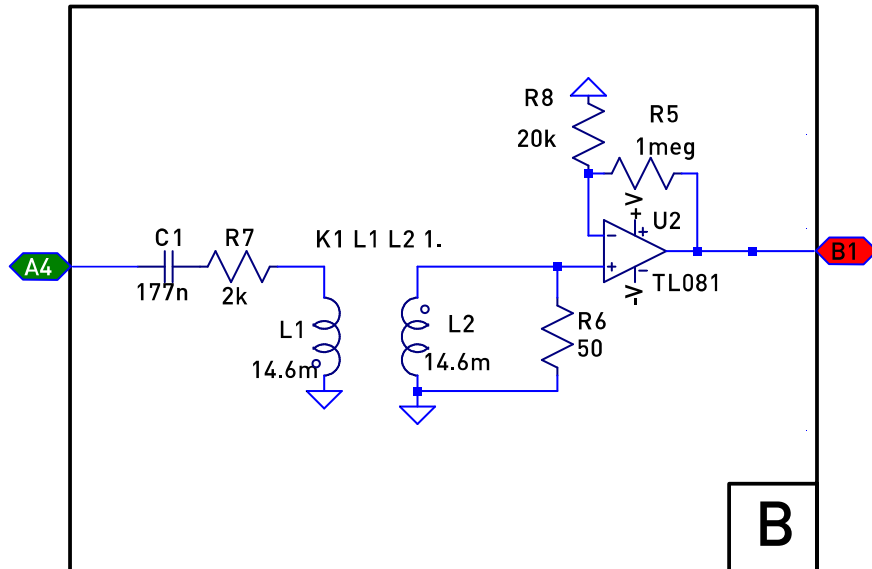 R8
20k
R5
1meg
+V
U2
-
+
+
-
TL081
-V
B1
A4
C1
177n
R7
2k
K1 L1 L2 1.
L1
14.6m
L2
14.6m
R6
50
B